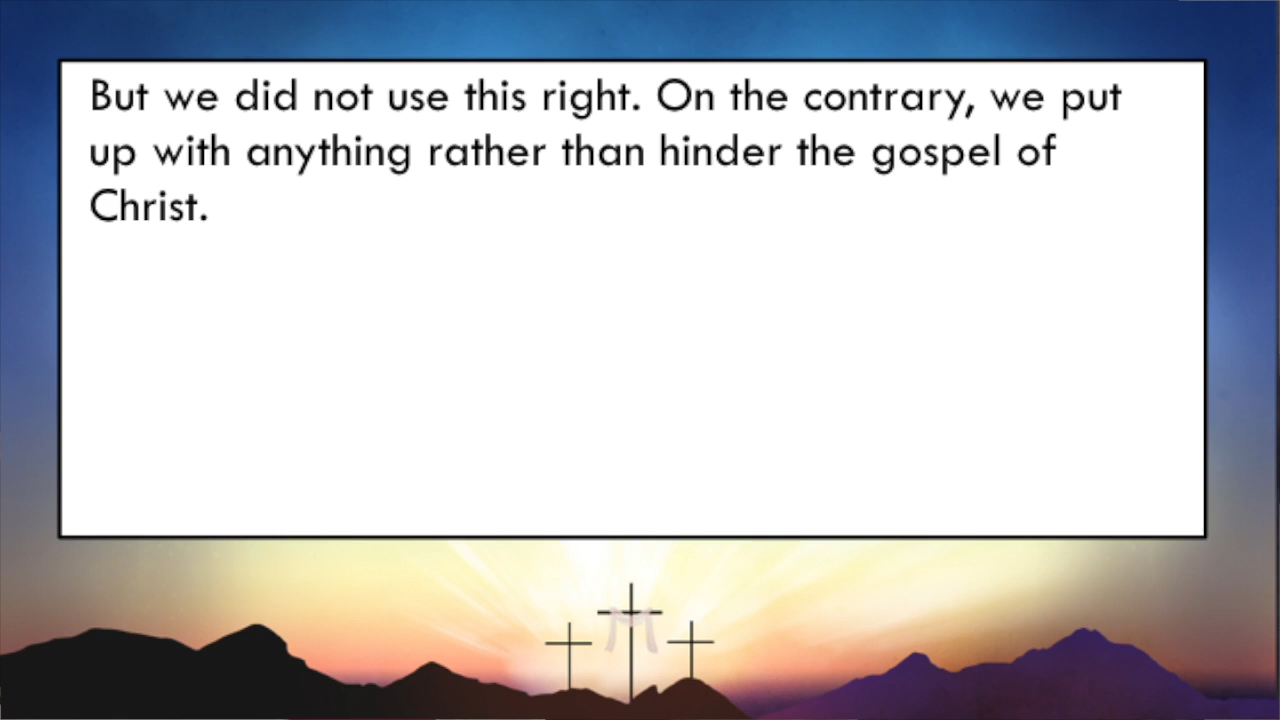 But we did not use this right. On the contrary, we put
up with anything rather than hinder the gospel of
Christ.